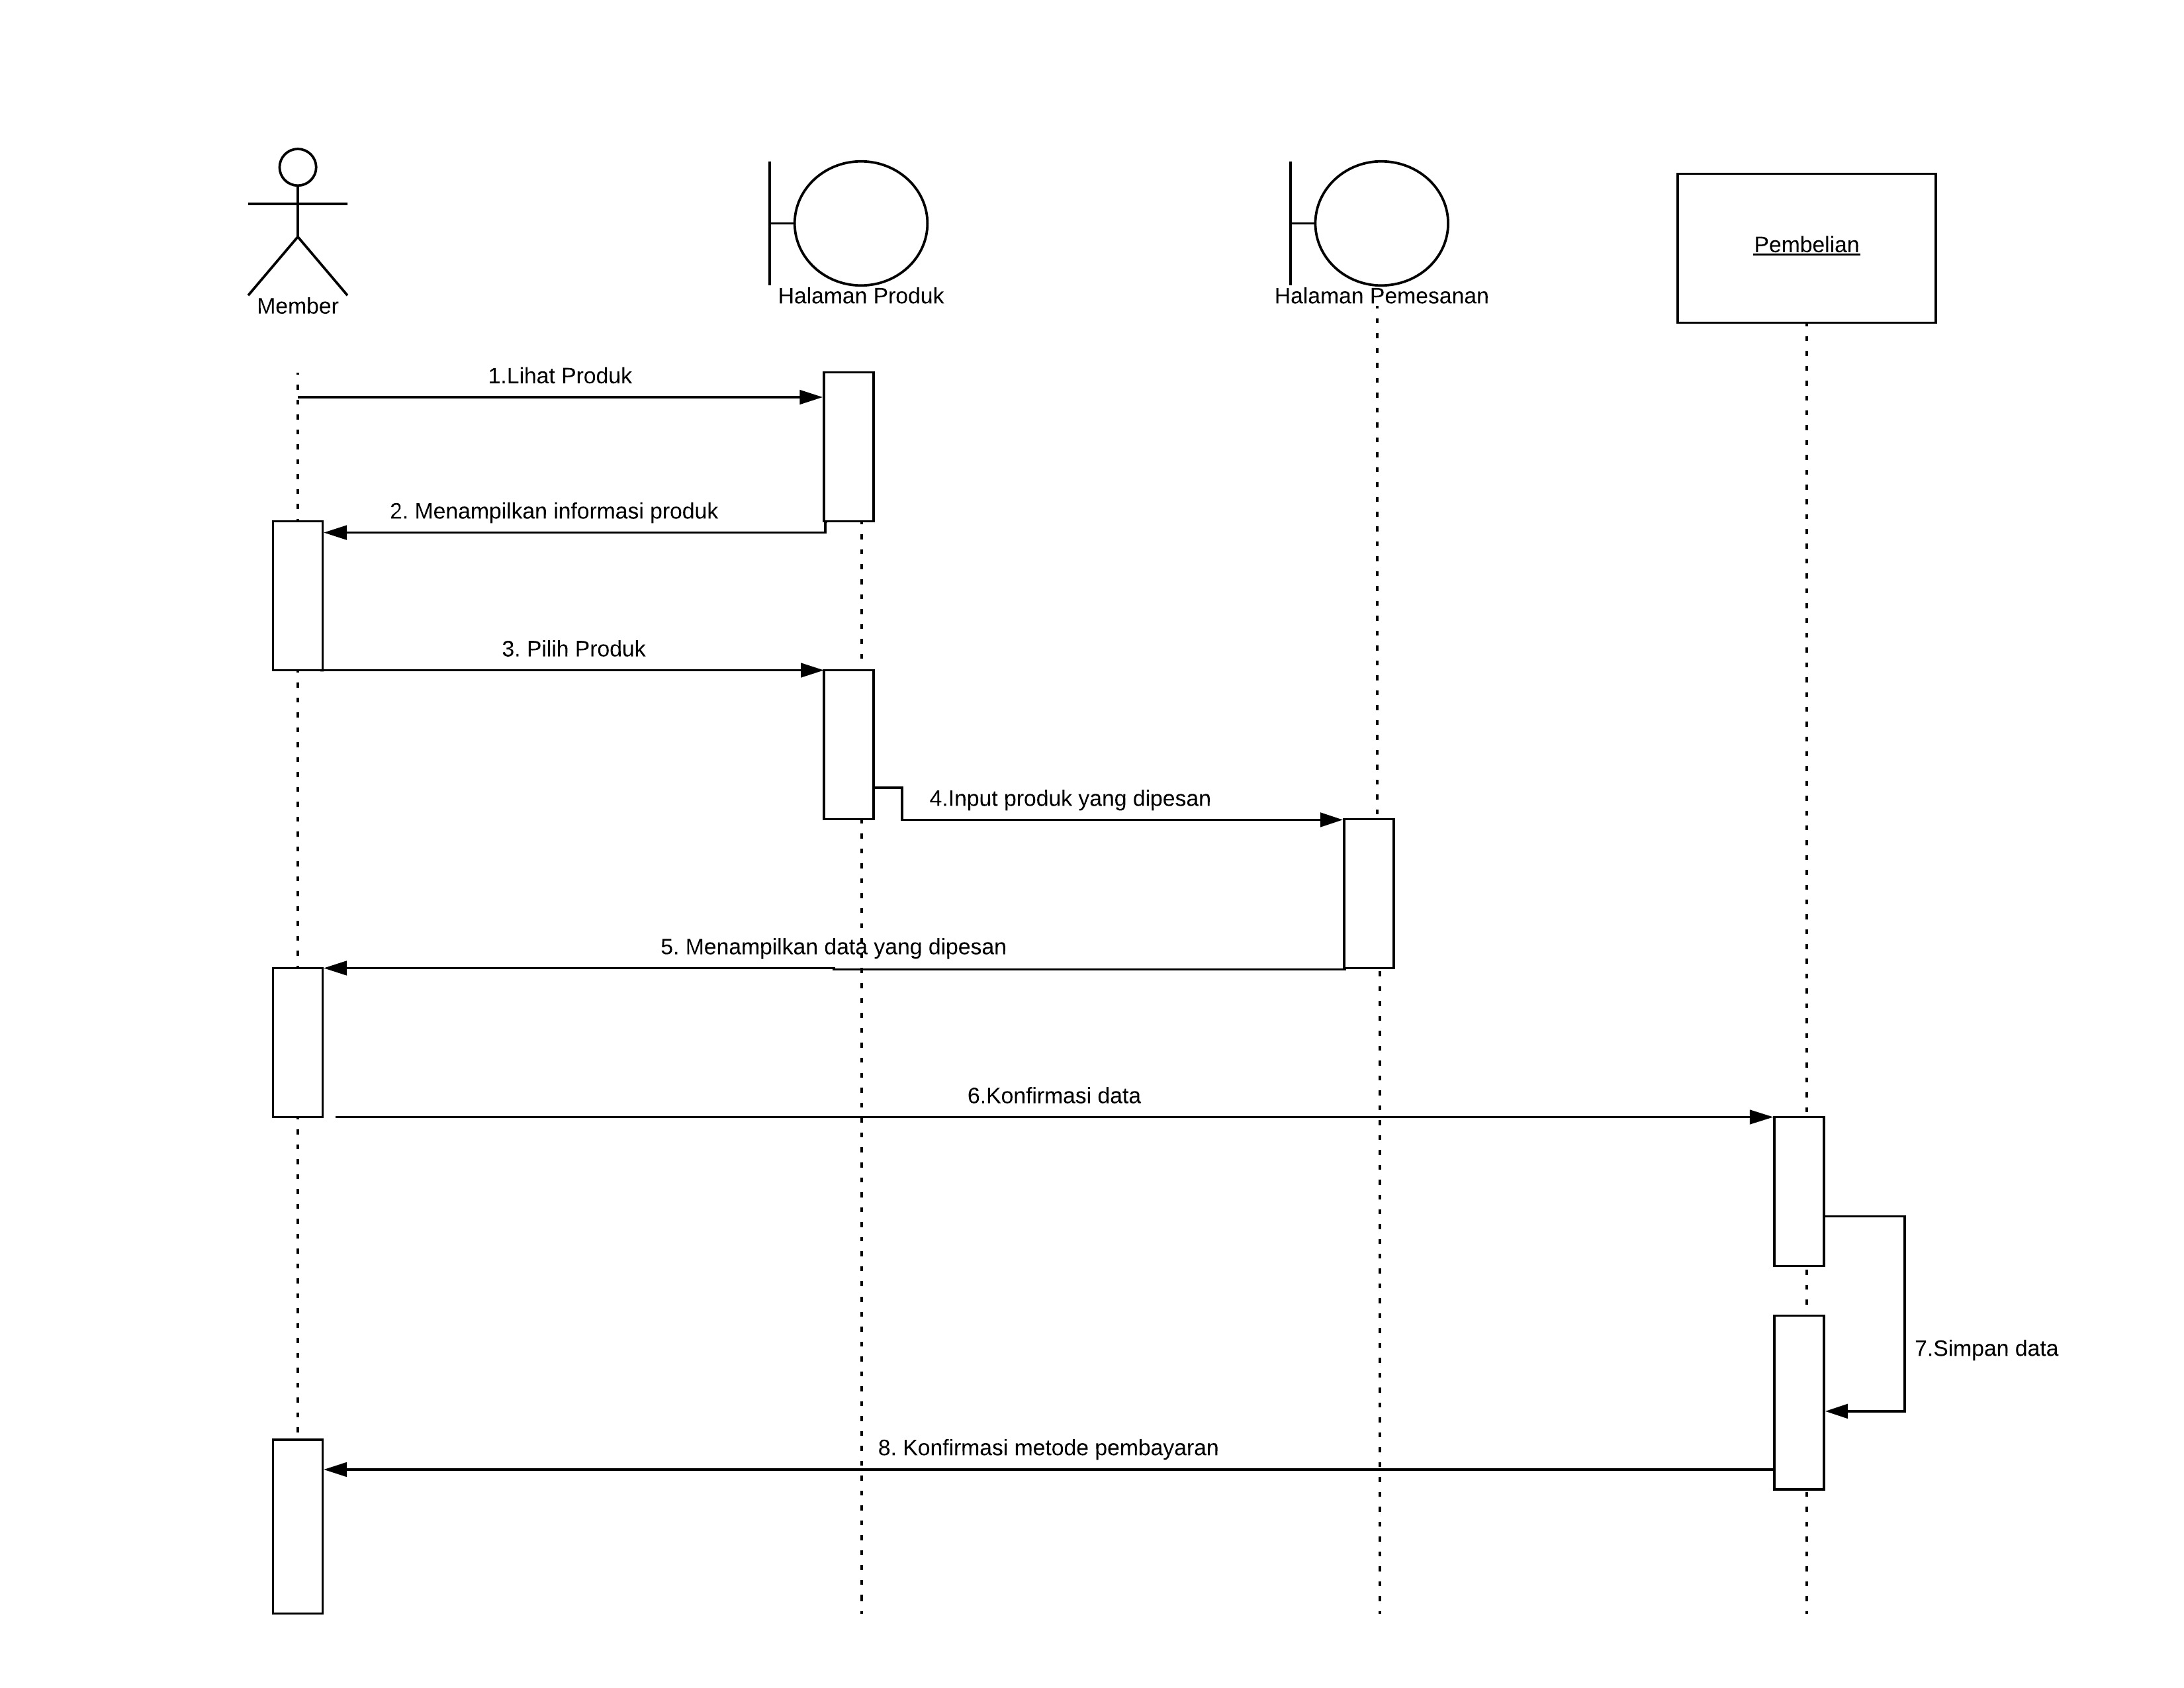 Member
Halaman Produk
Halaman Pemesanan
Pembelian
1.Lihat Produk
2. Menampilkan informasi produk
3. Pilih Produk
4.Input produk yang dipesan
5. Menampilkan data yang dipesan
6.Konfirmasi data
7.Simpan data
8. Konfirmasi metode pembayaran